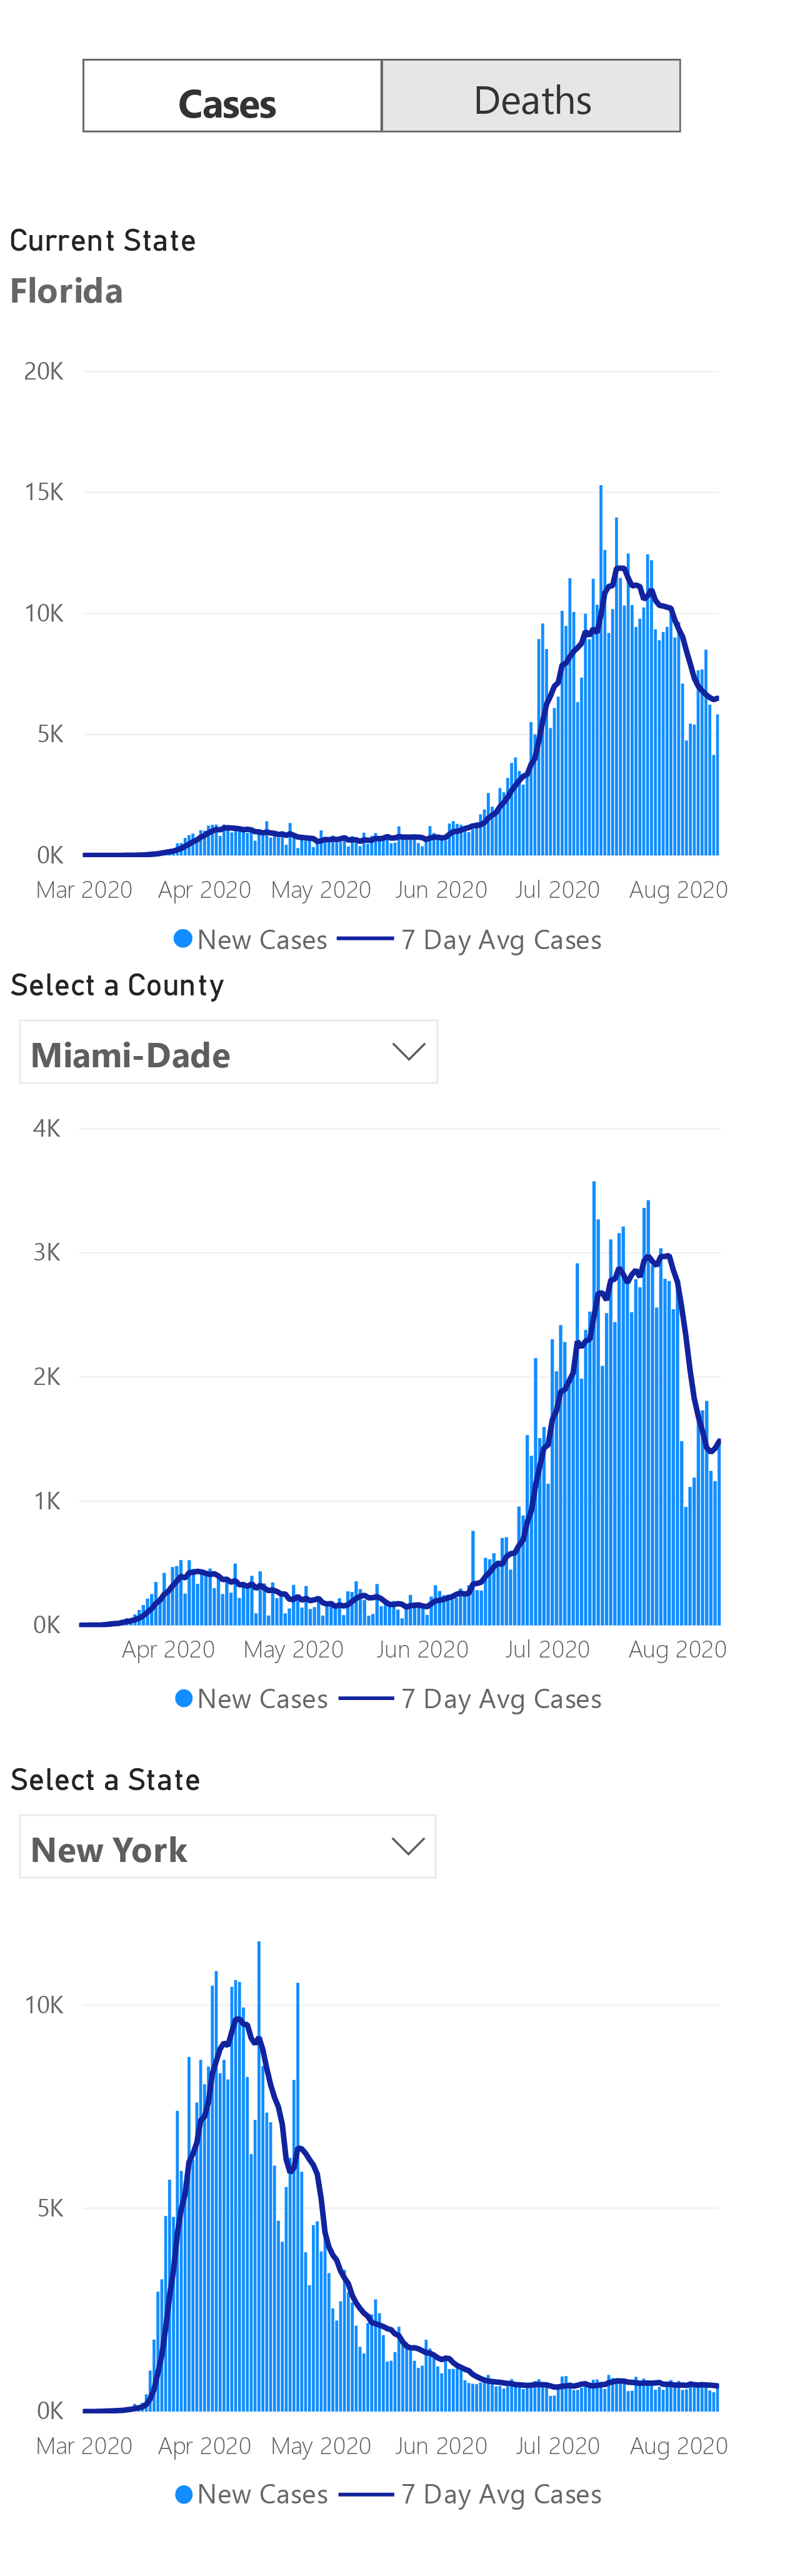 Cases Deaths
Current State
Florida
20K
15K
10K
5K
0K
Mar 2020 Apr 2020 May 2020 Jun 2020 Jul 2020 Aug 2020
New Cases 7 Day Avg Cases
Select a County
Miami-Dade
4K
3K
2K
1K
0K
Apr 2020 May 2020 Jun 2020 Jul 2020 Aug 2020
New Cases 7 Day Avg Cases
Select a State
New York
10K
5K
0K
Mar 2020 Apr 2020 May 2020 Jun 2020 Jul 2020 Aug 2020
New Cases 7 Day Avg Cases